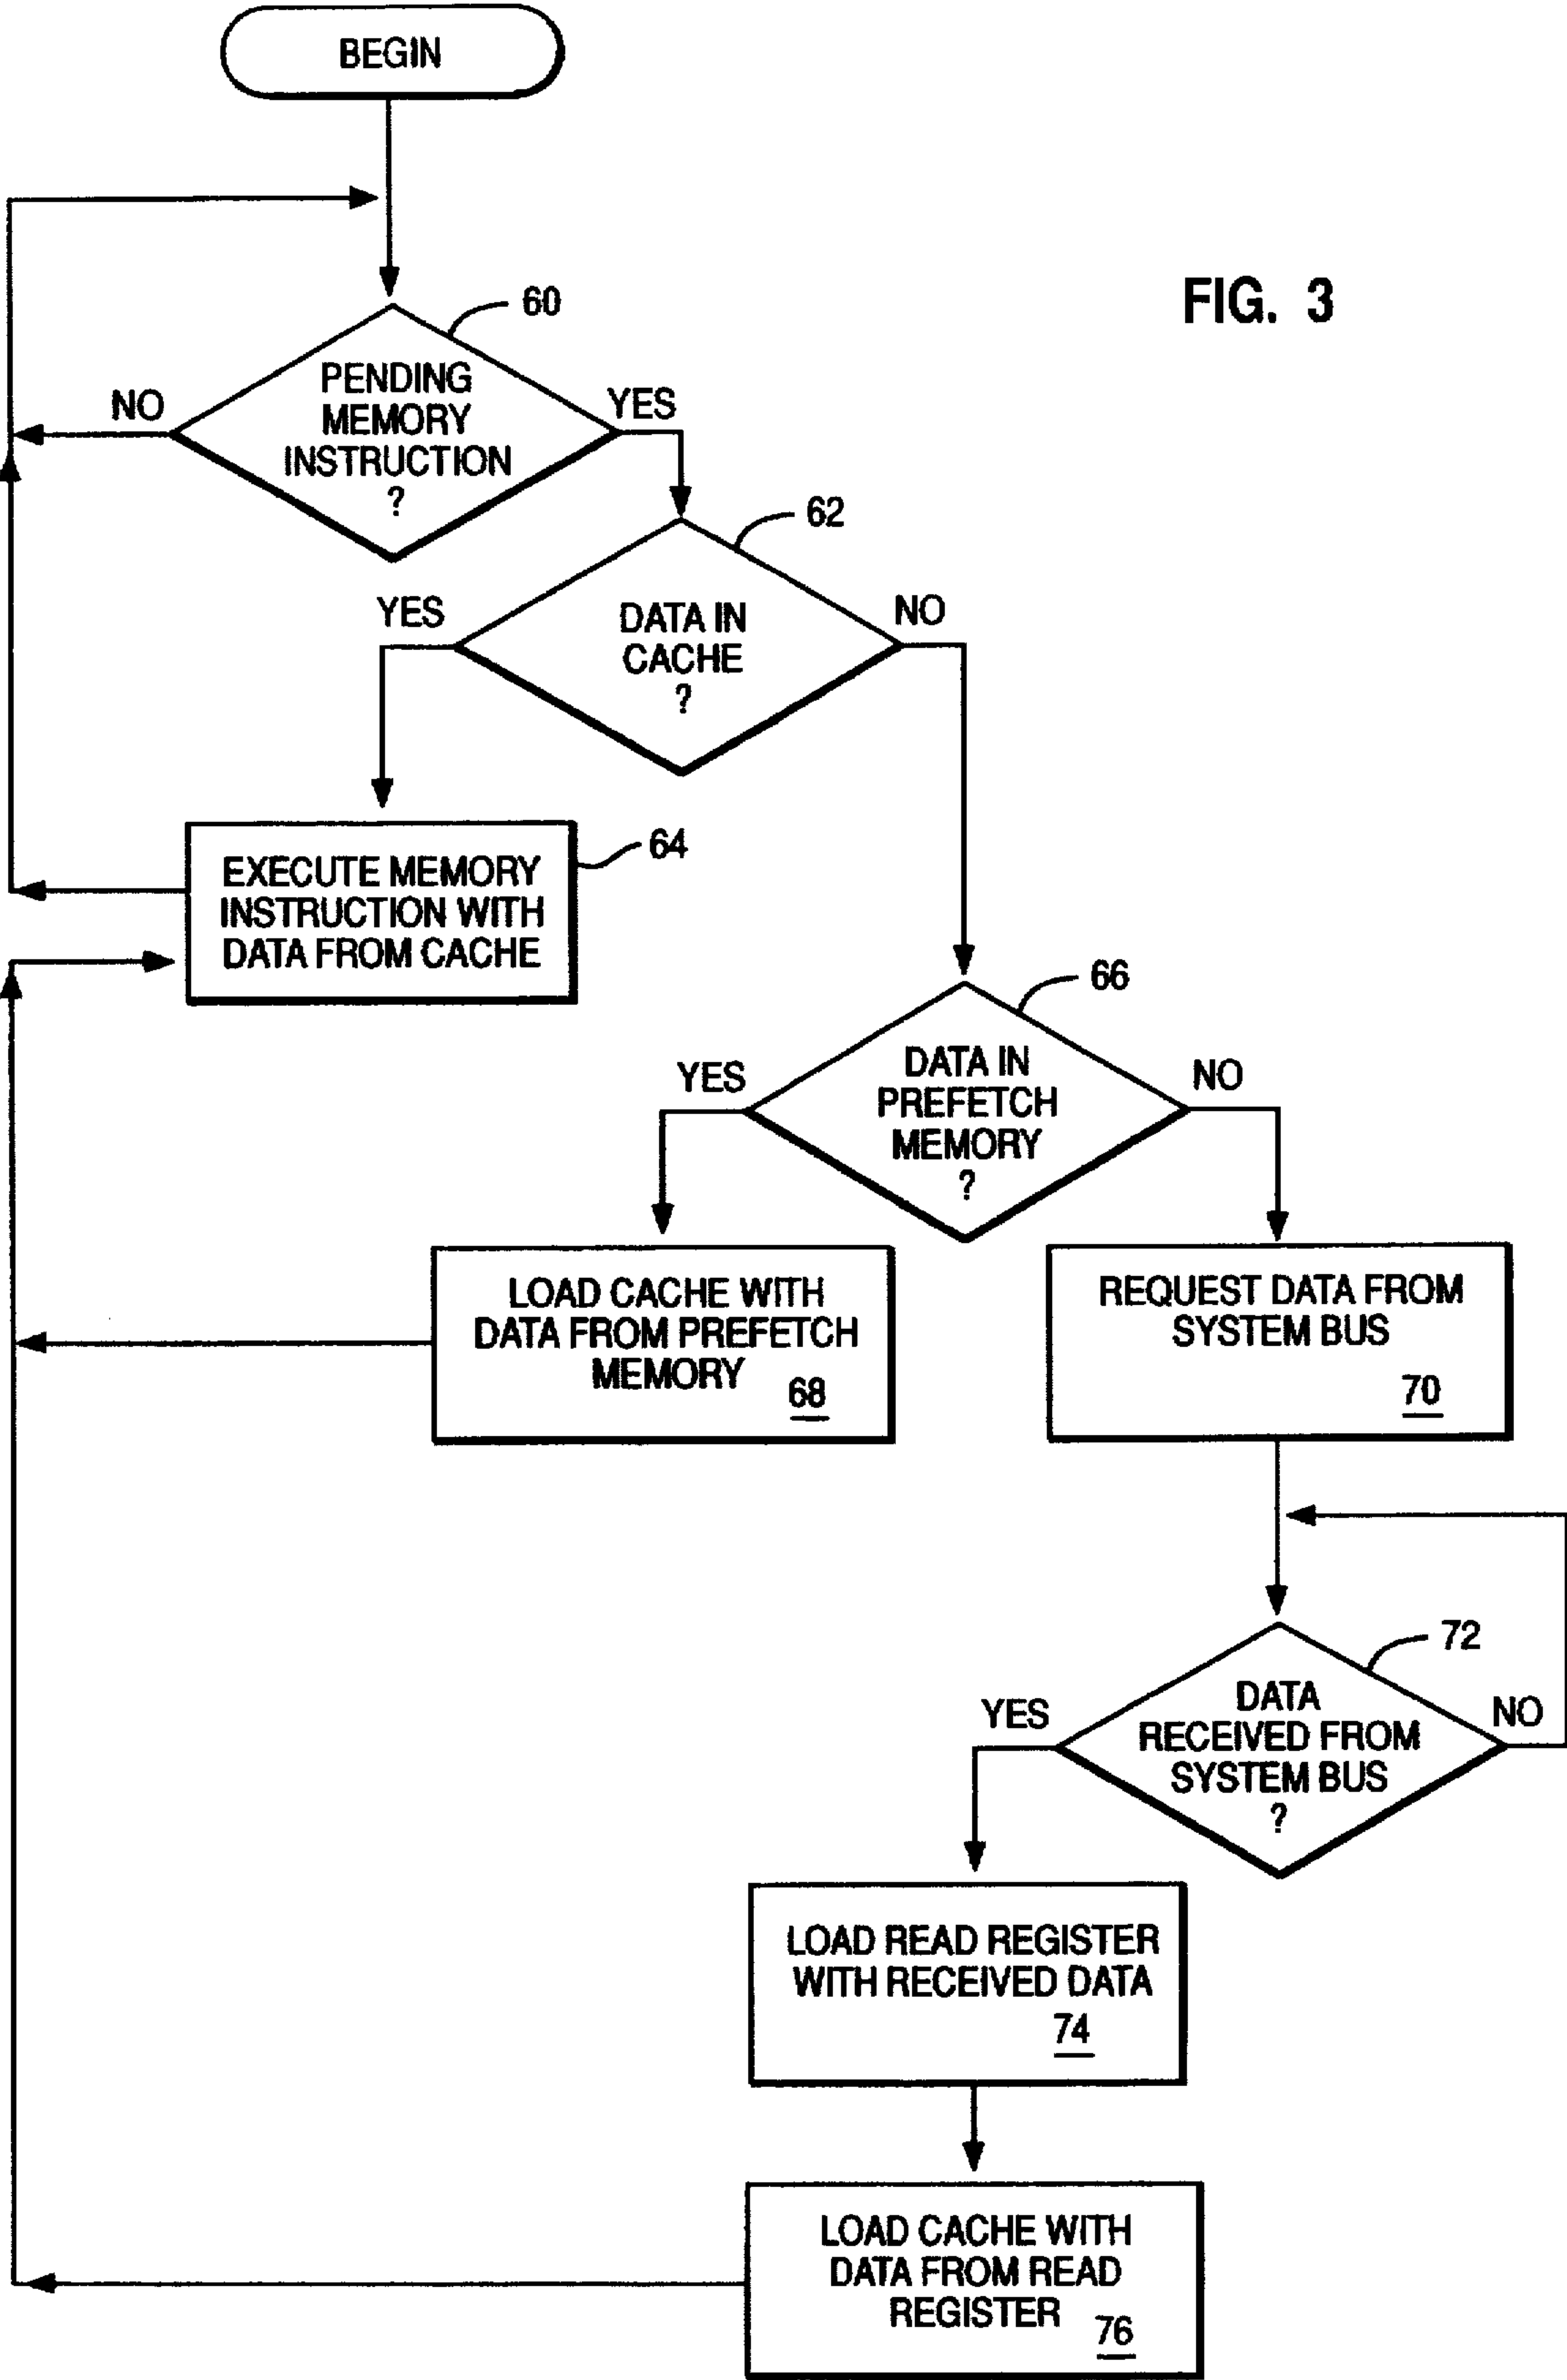 BEGIN
FIG. 3
60
PENDING
MEMORY
INSTRUCTION
?
NO
YES
62
DATA IN
CACHE
?
YES
NO
64
EXECUTE MEMORY
INSTRUCTION WITH
DATA FROM CACHE
66
DATA IN
PREFETCH
MEMORY
?
YES
NO
LOAD CACHE WITH
DATA FROM PREFETCH
MEMORY
68
REQUEST DATA FROM
SYSTEM BUS
70
72
DATA
RECEIVED FROM
SYSTEM BUS
?
YES
NO
LOAD READ REGISTER
WITH RECEIVED DATA
74
LOAD CACHE WITH
DATA FROM READ
REGISTER
76